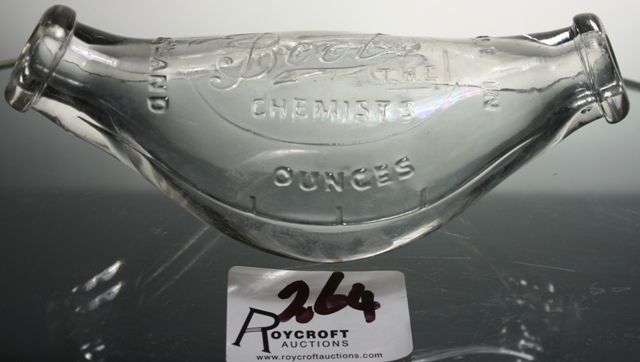 Boots
THE
CHEMISTS
OUNCES
264
ROYCROFT
AUCTIONS
www.roycroftauctions.com